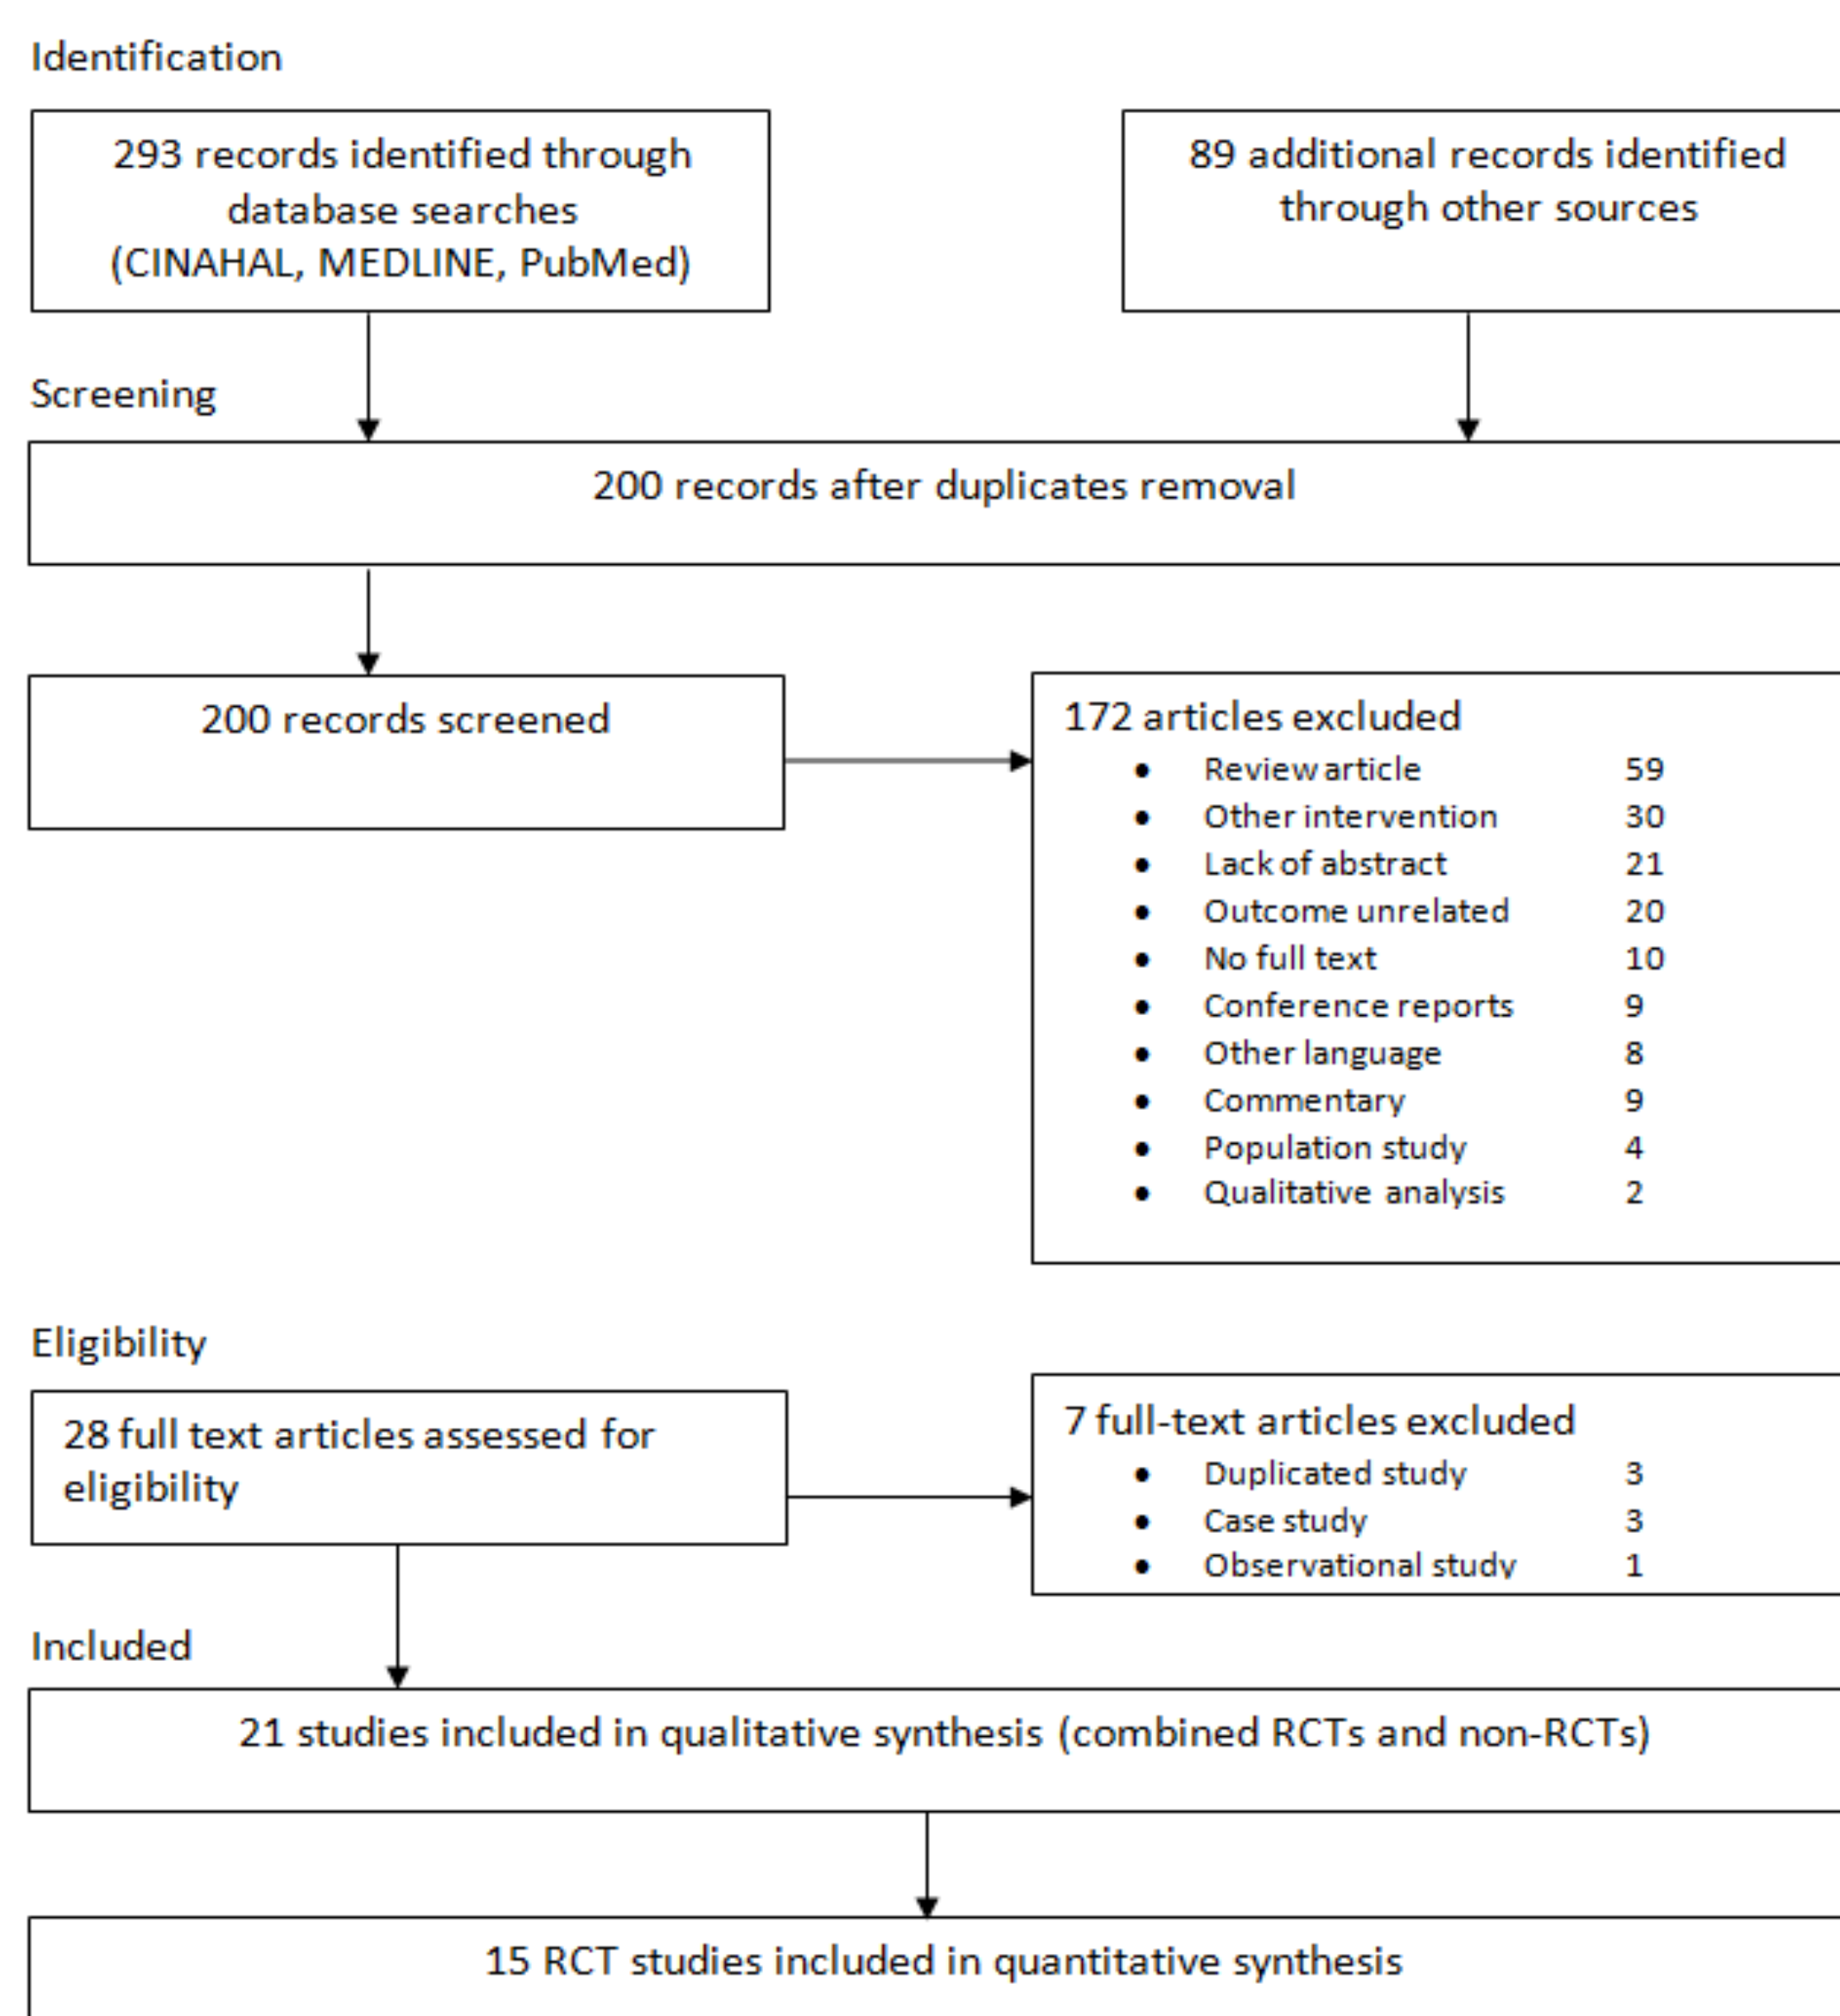 Identification
293 records identified through
database searches
(CINAHAL, MEDLINE, PubMed)
89 additional records identified
through other sources
Screening
200 records after duplicates removal
200 records screened
172 articles excluded
• Review article 59
• Other intervention 30
• Lack of abstract 21
• Outcome unrelated 20
• No full text 10
• Conference reports 9
• Other language 8
• Commentary 9
• Population study 4
• Qualitative analysis 2
Eligibility
28 full text articles assessed for
eligibility
7 full-text articles excluded
• Duplicated study 3
• Case study 3
• Observational study 1
Included
21 studies included in qualitative synthesis (combined RCTs and non-RCTs)
15 RCT studies included in quantitative synthesis